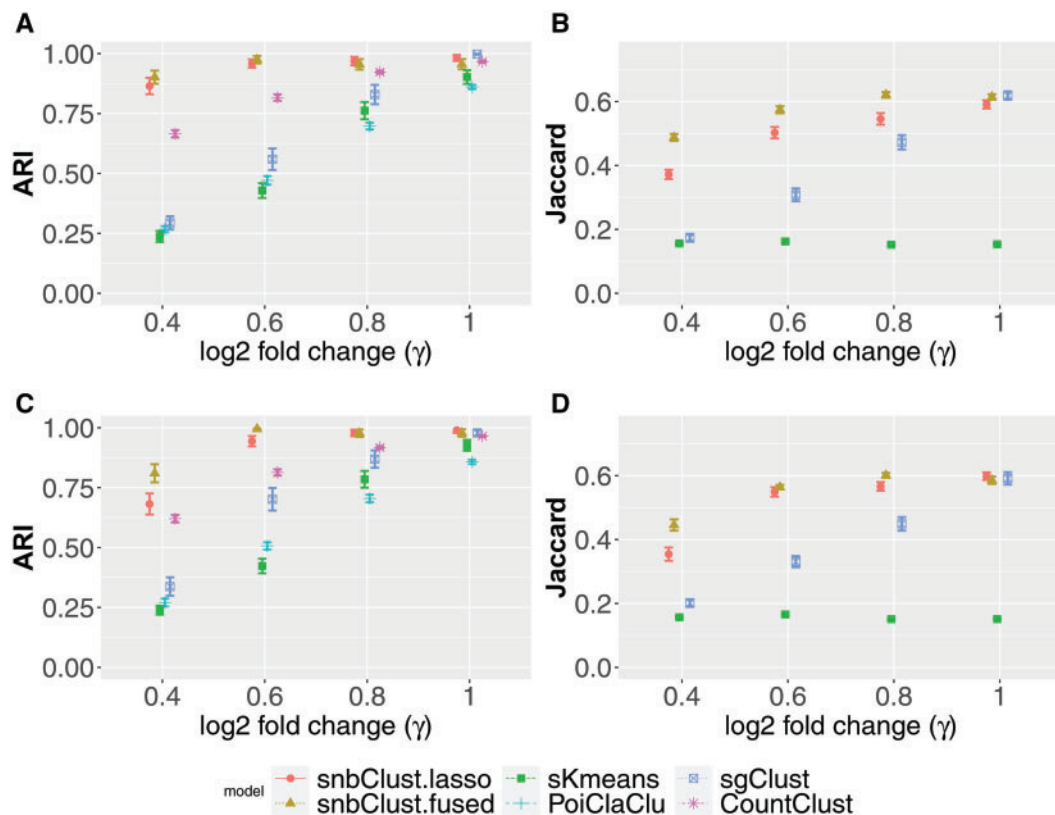 A
B
1.00
0.75
0.50
0.25
0.00
ARI
0.4 0.6 0.8 1
log2 fold change (γ)
0.6
0.4
0.2
0.0
Jaccard
0.4 0.6 0.8 1
log2 fold change (γ)
C
D
1.00
0.75
0.50
0.25
0.00
ARI
0.4 0.6 0.8 1
log2 fold change (γ)
0.6
0.4
0.2
0.0
Jaccard
0.4 0.6 0.8 1
log2 fold change (γ)
model
snbClust.lasso sKmeans sgClust
snbClust.fused PoiClaClu CountClust